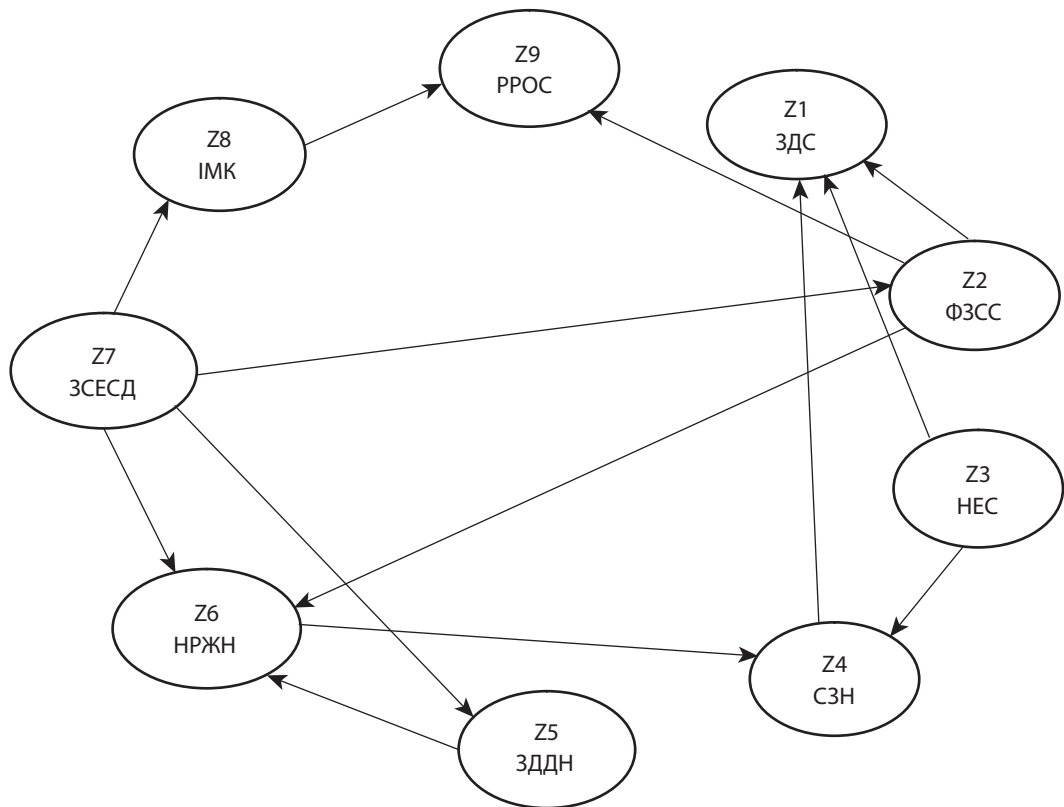 Z9
РРОС
Z1
ЗДС
Z8
ІМК
Z2
ФЗСС
Z7
ЗСЕСД
Z3
НЕС
Z6
НРЖН
Z4
СЗН
Z5
ЗДДН